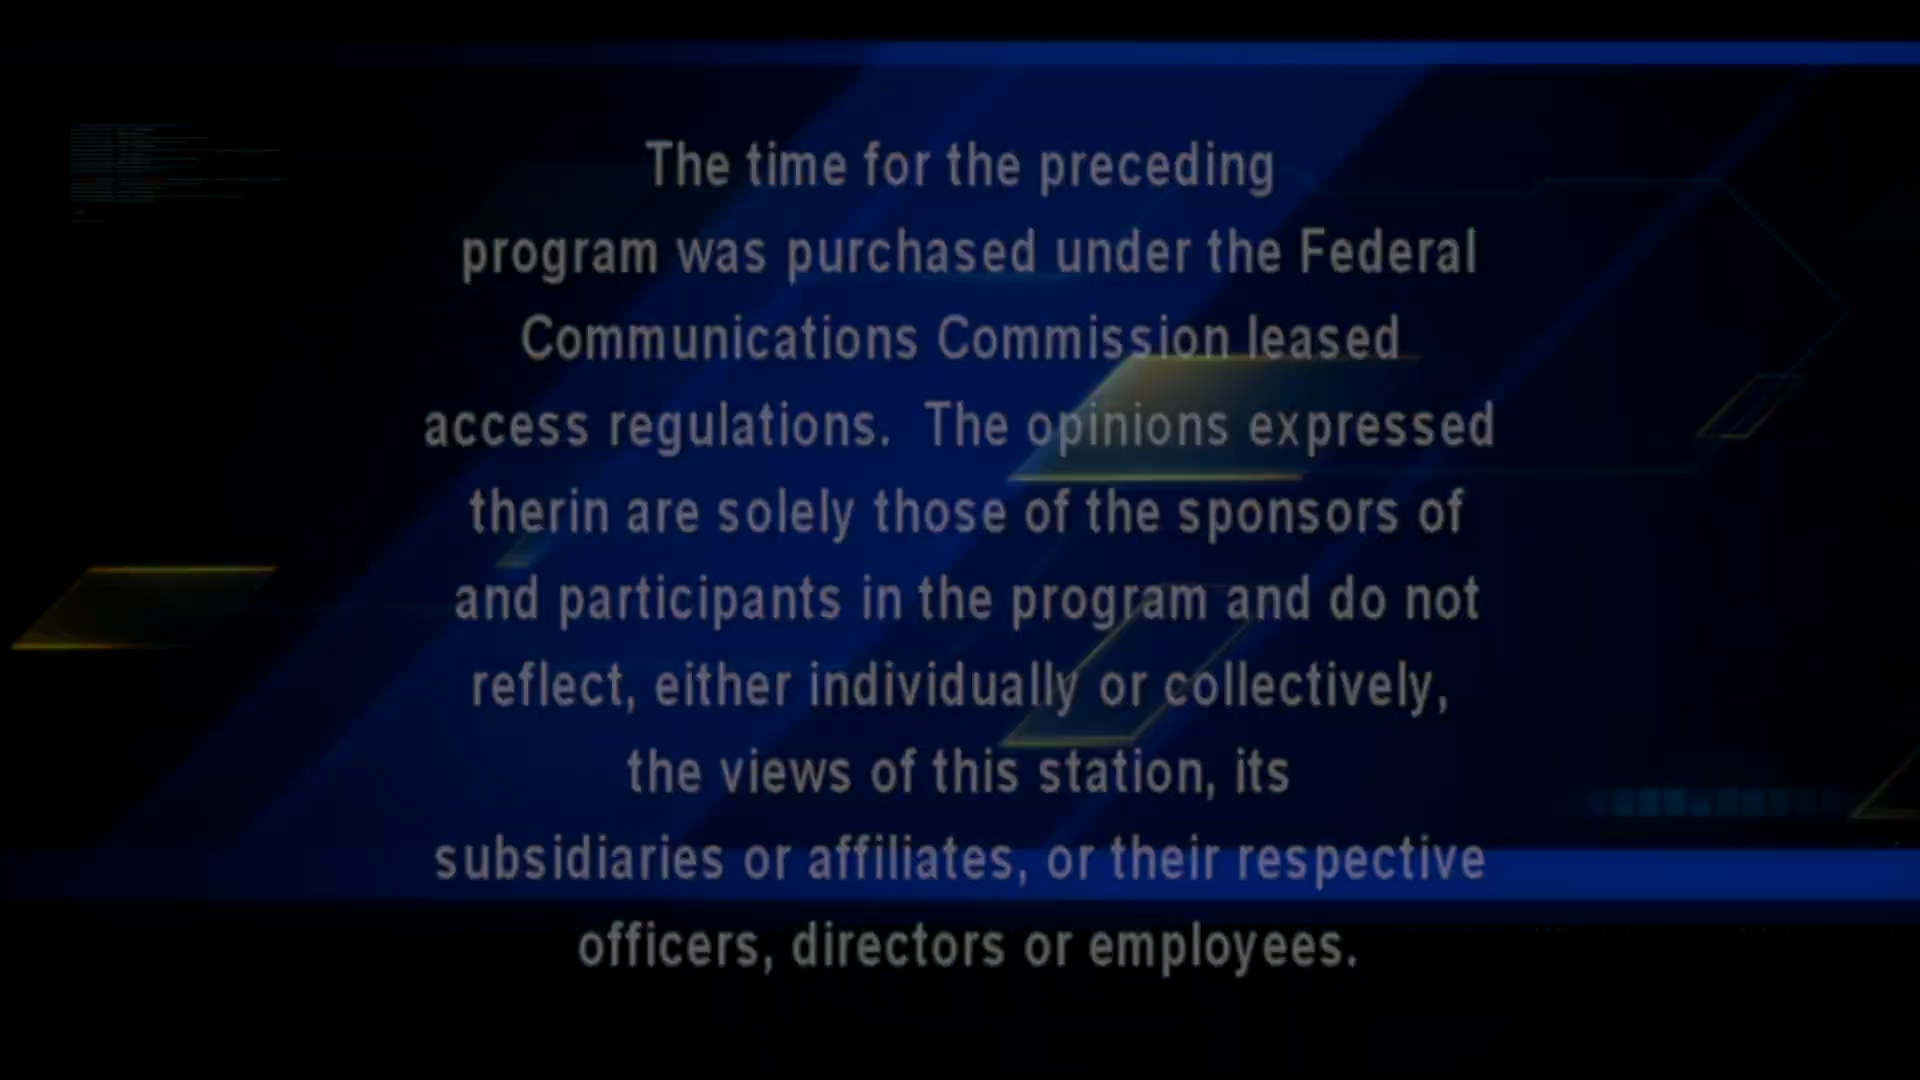 The time for the preceding
program was purchased under the Federal
Communications Commission leased
access regulations.  The opinions expressed
therin are solely those of the sponsors of
and participants in the program and do not
reflect, either individually or collectively,
the views of this station, its
subsidiaries or affiliates, or their respective
officers, directors or employees.